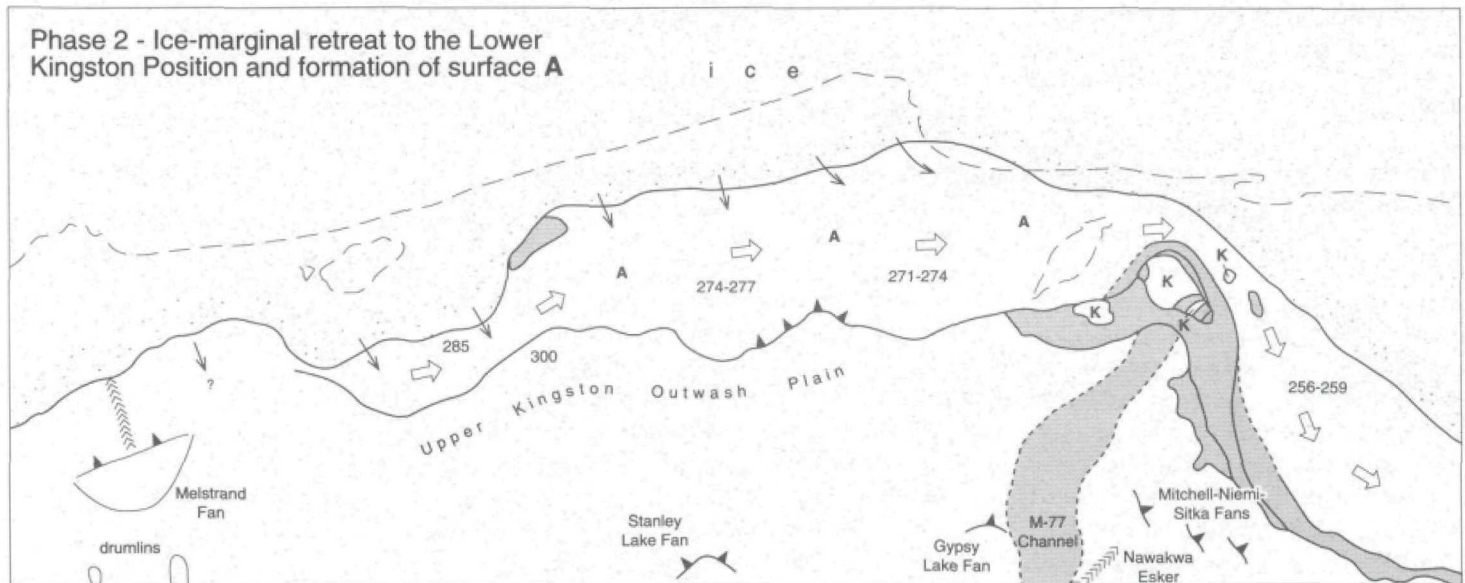 Phase 2 - Ice-marginal retreat to the Lower
Kingston Position and formation of surface A
ice
A
A
A
K
K
K
K
274-277
271-274
285
300
256-259
?
Upper Kingston Outwash Plain
Melstrand
Fan
drumlins
Stanley
Lake Fan
Gypsy
Lake Fan
M-77
Channel
Mitchell-Niemi-
Sitka Fans
Nawakwa
Esker